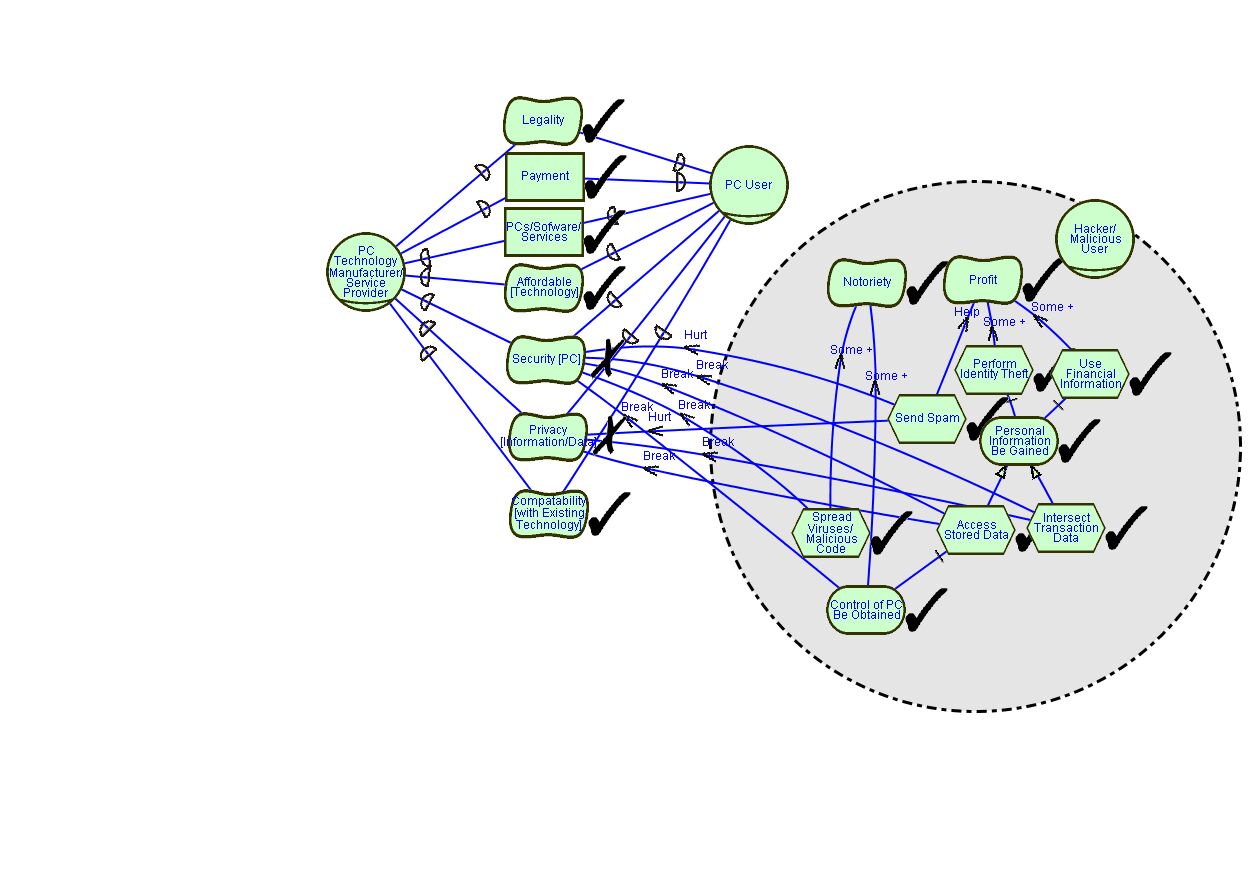 Legality
Payment
PC User
PCs/Sofware/
Services
PC
Technology
Manufacturer/
Service
Provider
Affordable
[Technology]
Security [PC]
Privacy
[Information/Data]
Compatability
[with Existing
Technology]
Hurt
Break
Break
Break
Break
Hurt
Break
Break
Hacker/
Malicious
User
Notoriety
Profit
Help
Some +
Some +
Some +
Some +
Perform
Identity Theft
Use
Financial
Information
Send Spam
Personal
Information
Be Gained
Spread
Viruses/
Malicious
Code
Access
Stored Data
Intersect
Transaction
Data
Control of PC
Be Obtained